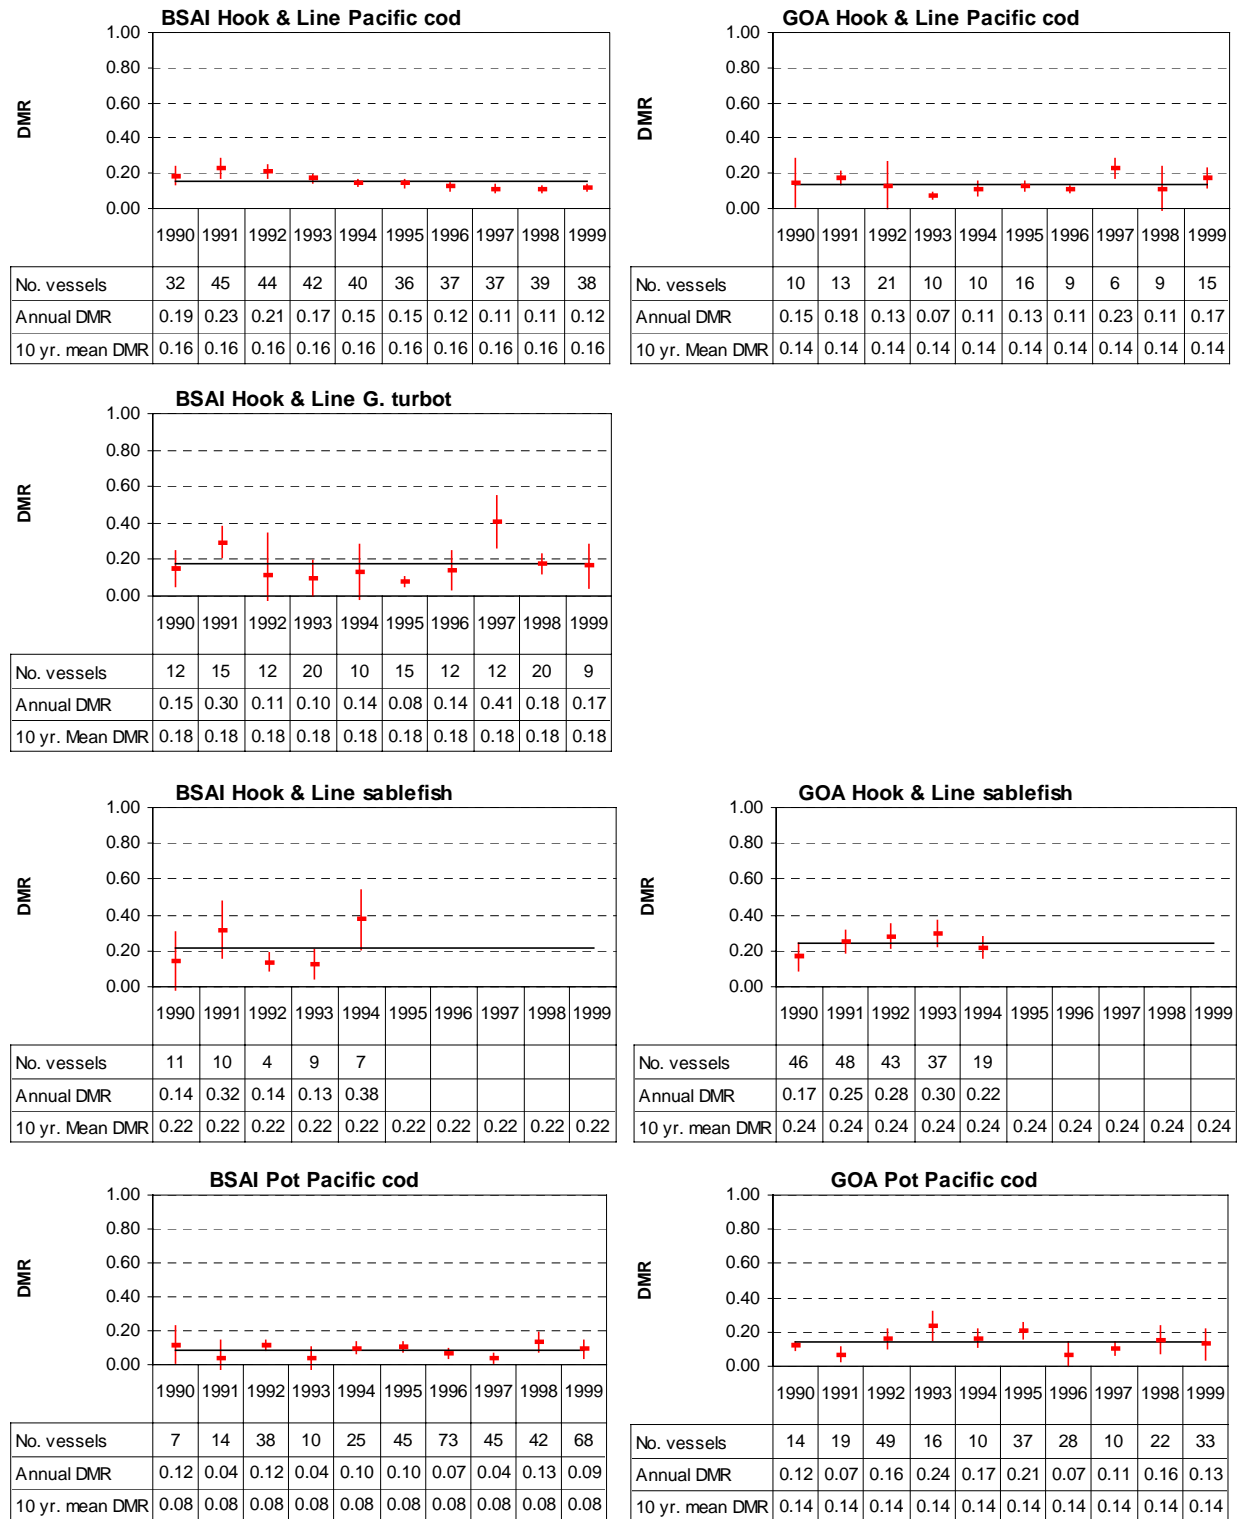 BSAI Hook & Line Pacific cod
1.00
0.80
0.60
0.40
0.20
0.00
DMR
1990 1991 1992 1993 1994 1995 1996 1997 1998 1999
No. vessels 32 45 44 42 40 36 37 37 39 38
Annual DMR 0.19 0.23 0.21 0.17 0.15 0.15 0.12 0.11 0.11 0.12
10 yr. mean DMR 0.16 0.16 0.16 0.16 0.16 0.16 0.16 0.16 0.16 0.16
GOA Hook & Line Pacific cod
1.00
0.80
0.60
0.40
0.20
0.00
DMR
1990 1991 1992 1993 1994 1995 1996 1997 1998 1999
No. vessels 10 13 21 10 10 16 9 6 9 15
Annual DMR 0.15 0.18 0.13 0.07 0.11 0.13 0.11 0.23 0.11 0.17
10 yr. Mean DMR 0.14 0.14 0.14 0.14 0.14 0.14 0.14 0.14 0.14 0.14
BSAI Hook & Line G. turbot
1.00
0.80
0.60
0.40
0.20
0.00
DMR
1990 1991 1992 1993 1994 1995 1996 1997 1998 1999
No. vessels 12 15 12 20 10 15 12 12 20 9
Annual DMR 0.15 0.30 0.11 0.10 0.14 0.08 0.14 0.41 0.18 0.17
10 yr. Mean DMR 0.18 0.18 0.18 0.18 0.18 0.18 0.18 0.18 0.18 0.18
BSAI Hook & Line sablefish
1.00
0.80
0.60
0.40
0.20
0.00
DMR
1990 1991 1992 1993 1994 1995 1996 1997 1998 1999
No. vessels 11 10 4 9 7
Annual DMR 0.14 0.32 0.14 0.13 0.38
10 yr. Mean DMR 0.22 0.22 0.22 0.22 0.22 0.22 0.22 0.22 0.22 0.22
GOA Hook & Line sablefish
1.00
0.80
0.60
0.40
0.20
0.00
DMR
1990 1991 1992 1993 1994 1995 1996 1997 1998 1999
No. vessels 46 48 43 37 19
Annual DMR 0.17 0.25 0.28 0.30 0.22
10 yr. mean DMR 0.24 0.24 0.24 0.24 0.24 0.24 0.24 0.24 0.24 0.24
BSAI Pot Pacific cod
1.00
0.80
0.60
0.40
0.20
0.00
DMR
1990 1991 1992 1993 1994 1995 1996 1997 1998 1999
No. vessels 7 14 38 10 25 45 73 45 42 68
Annual DMR 0.12 0.04 0.12 0.04 0.10 0.10 0.07 0.04 0.13 0.09
10 yr. mean DMR 0.08 0.08 0.08 0.08 0.08 0.08 0.08 0.08 0.08 0.08
GOA Pot Pacific cod
1.00
0.80
0.60
0.40
0.20
0.00
DMR
1990 1991 1992 1993 1994 1995 1996 1997 1998 1999
No. vessels 14 19 49 16 10 37 28 10 22 33
Annual DMR 0.12 0.07 0.16 0.24 0.17 0.21 0.07 0.11 0.16 0.13
10 yr. mean DMR 0.14 0.14 0.14 0.14 0.14 0.14 0.14 0.14 0.14 0.14